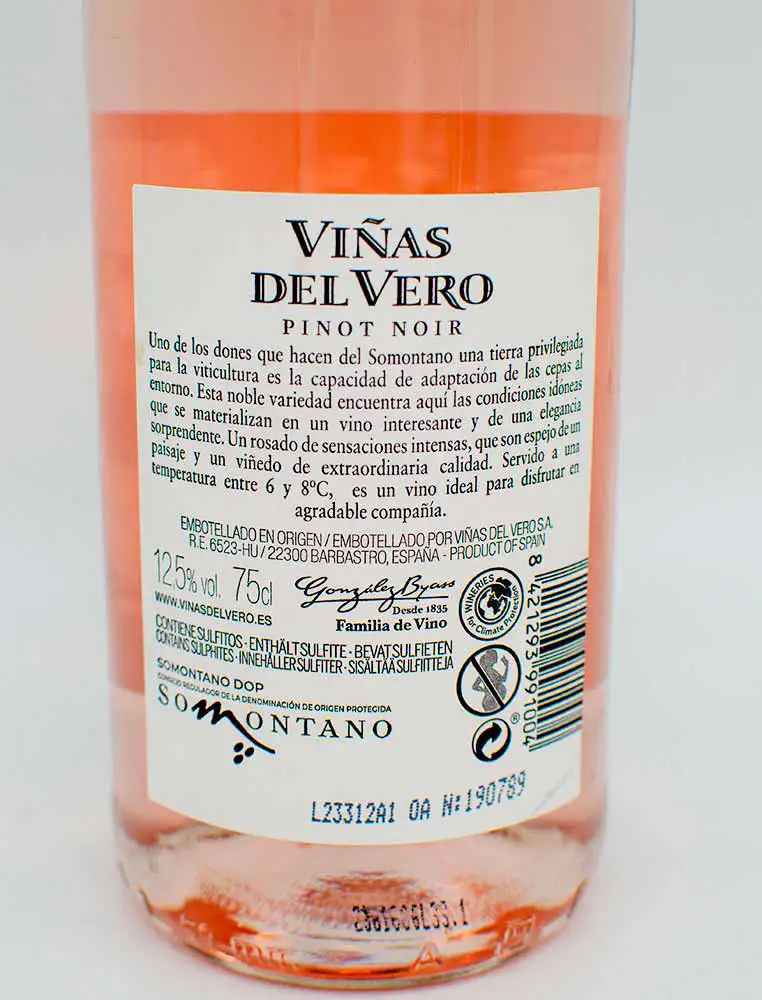 VIÑAS
DEL VERO
PINOT NOIR
Uno de los dones que hacen del Somontano una tierra privilegiada
para la viticultura es la capacidad de adaptación de las cepas al
entorno. Esta noble variedad encuentra aquí las condiciones idóneas
que se materializan en un vino interesante y de una elegancia
sorprendente. Un rosado de sensaciones intensas, que son espejo de un
paisaje y un viñedo de extraordinaria calidad. Servido a una
temperatura entre 6 y 8ºC, es un vino ideal para disfrutar en
agradable compañía.
EMBOTELLADO EN ORIGEN / EMBOTELLADO POR VIÑAS DEL VERO S.A.
R.E. 6523-HU / 22300 BARBASTRO, ESPAÑA - PRODUCT OF SPAIN
12,5% vol. 75cl
WWW.VINASDELVERO.ES
González Byass
Desde 1835
Familia de Vino
WINERIES
for Climate Protection
8 422293 991004
CONTIENE SULFITOS · ENTHÄLT SULFITE · BEVAT SULFIETEN
CONTAINS SULPHITES · INNEHÅLLER SULFITER · SISÄLTÄÄ SULFIITTEJA
SOMONTANO DOP
CONSEJO REGULADOR DE LA DENOMINACIÓN DE ORIGEN PROTEGIDA
SOMONTANO
®
L23312A1 0A N:190789